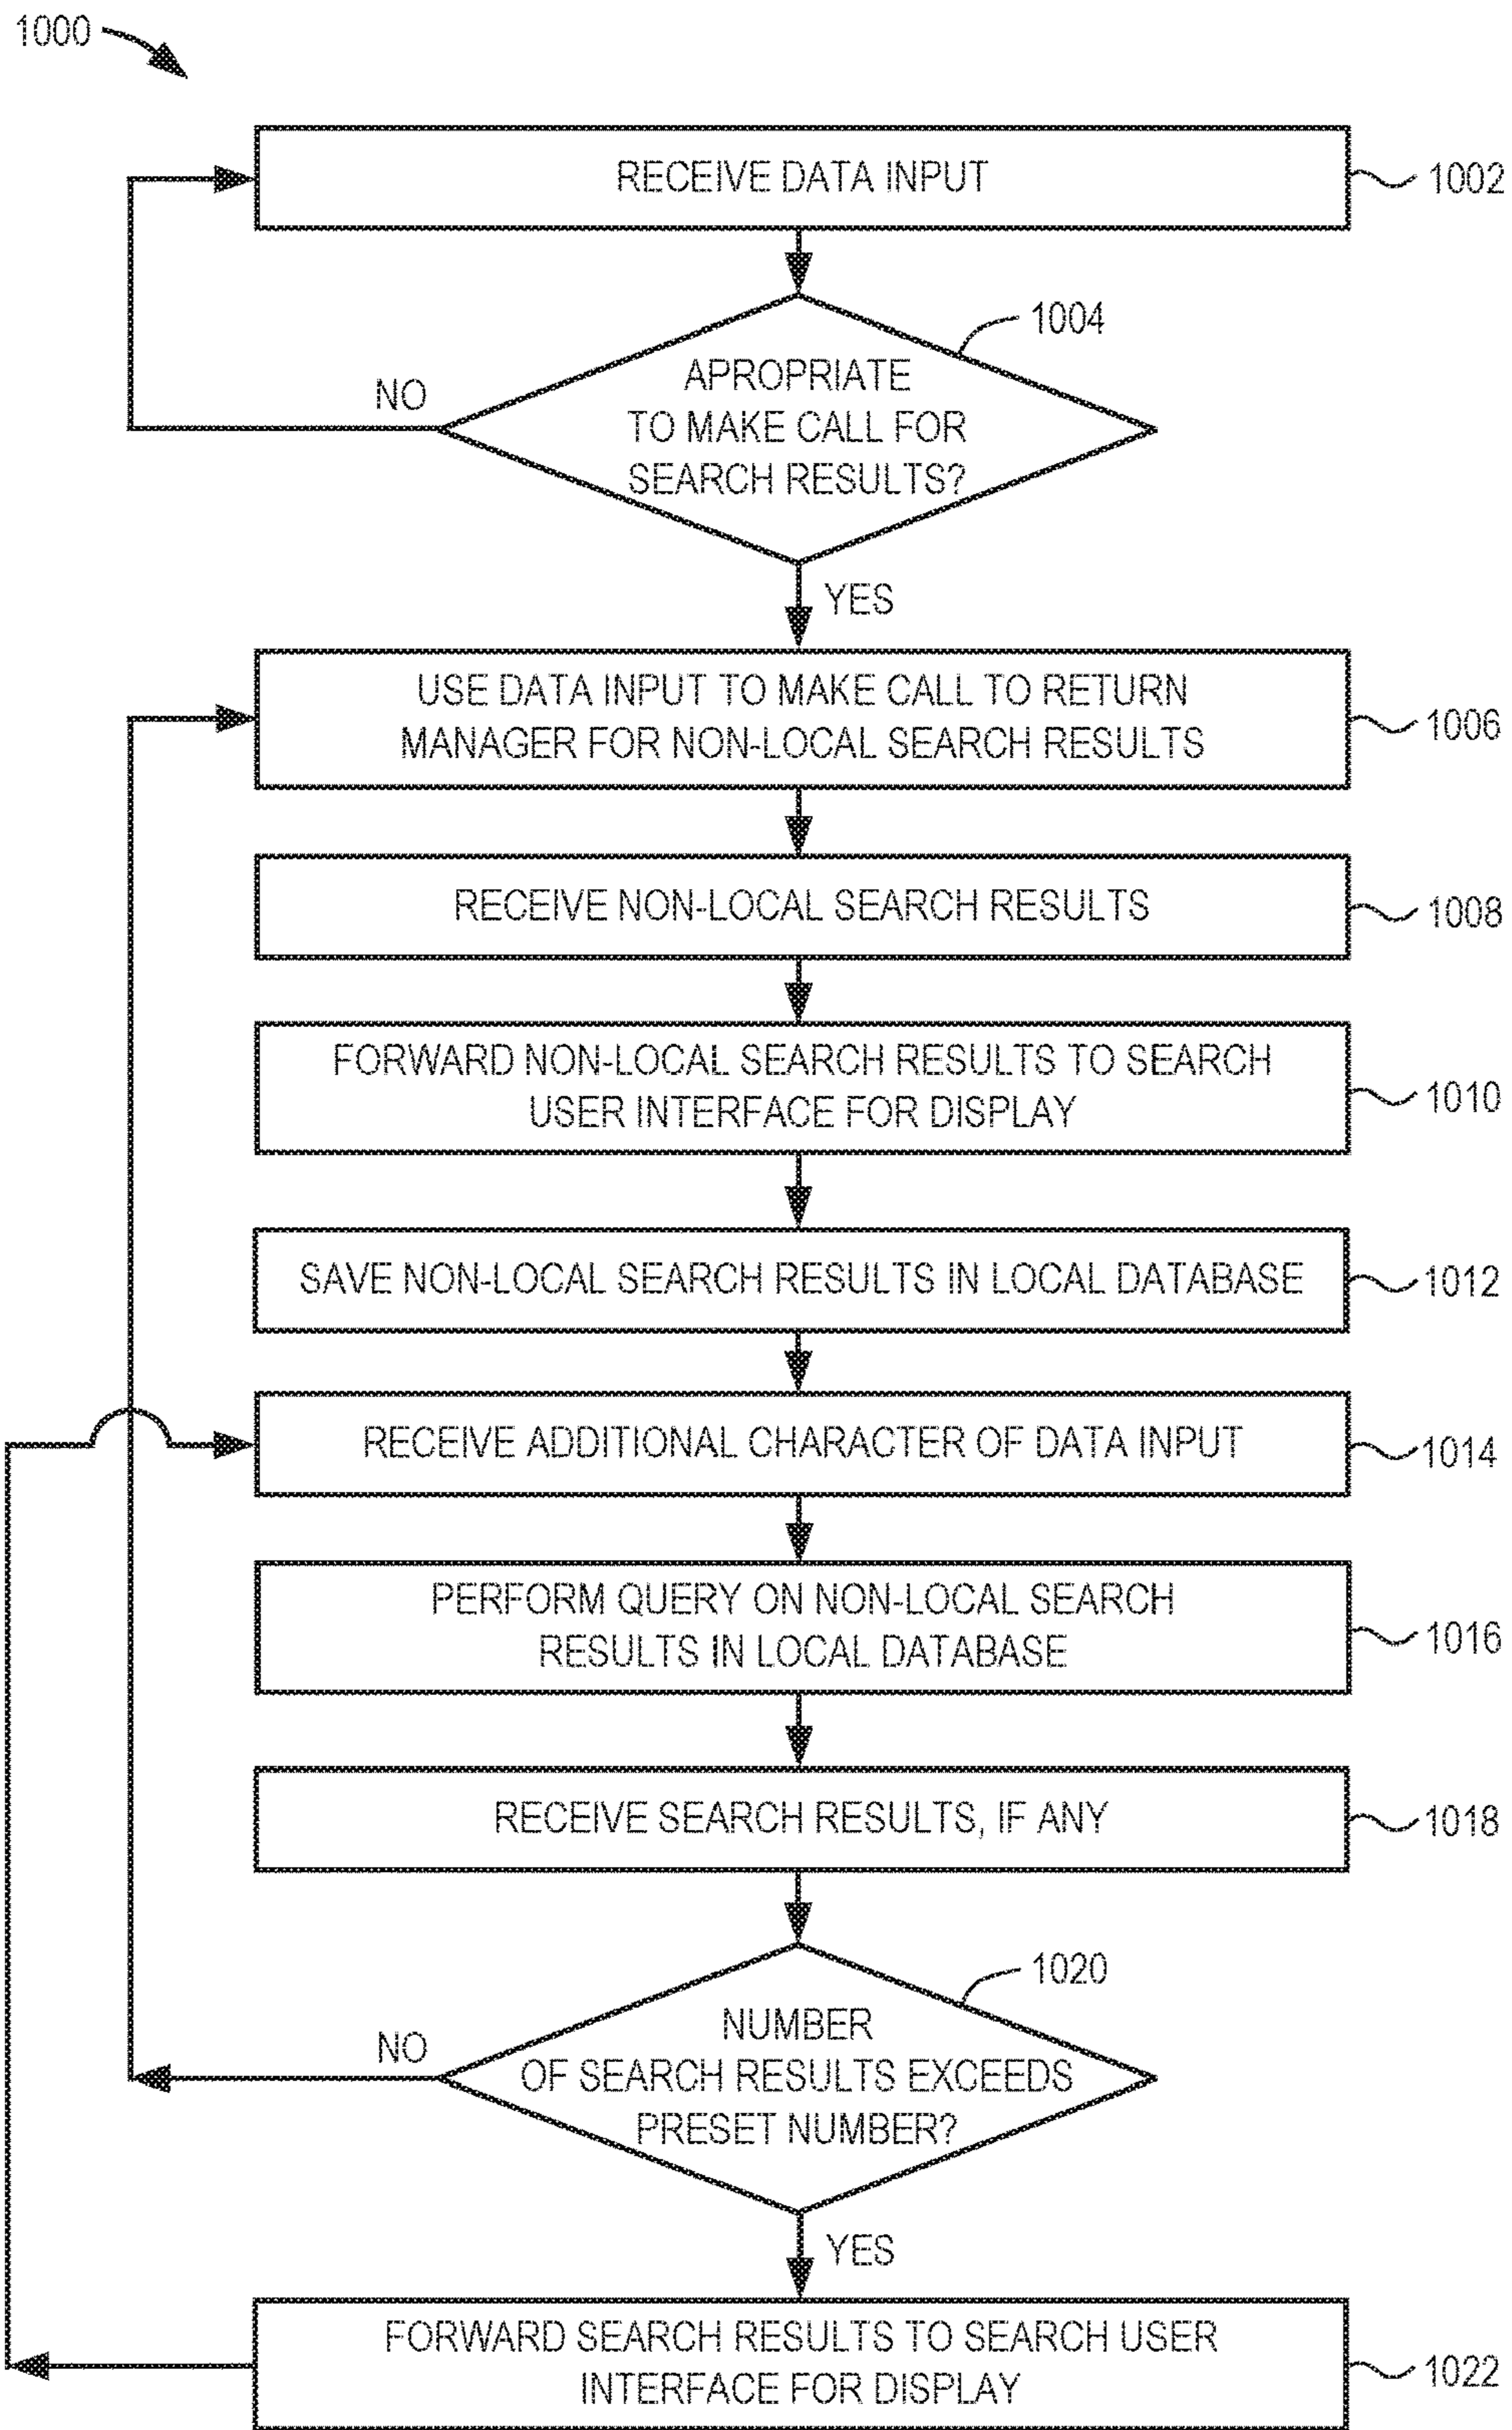 1000
RECEIVE DATA INPUT
1002
1004
APROPRIATE
TO MAKE CALL FOR
SEARCH RESULTS?
NO
YES
USE DATA INPUT TO MAKE CALL TO RETURN
MANAGER FOR NON-LOCAL SEARCH RESULTS
1006
RECEIVE NON-LOCAL SEARCH RESULTS
1008
FORWARD NON-LOCAL SEARCH RESULTS TO SEARCH
USER INTERFACE FOR DISPLAY
1010
SAVE NON-LOCAL SEARCH RESULTS IN LOCAL DATABASE
1012
RECEIVE ADDITIONAL CHARACTER OF DATA INPUT
1014
PERFORM QUERY ON NON-LOCAL SEARCH
RESULTS IN LOCAL DATABASE
1016
RECEIVE SEARCH RESULTS, IF ANY
1018
1020
NUMBER
OF SEARCH RESULTS EXCEEDS
PRESET NUMBER?
NO
YES
FORWARD SEARCH RESULTS TO SEARCH USER
INTERFACE FOR DISPLAY
1022